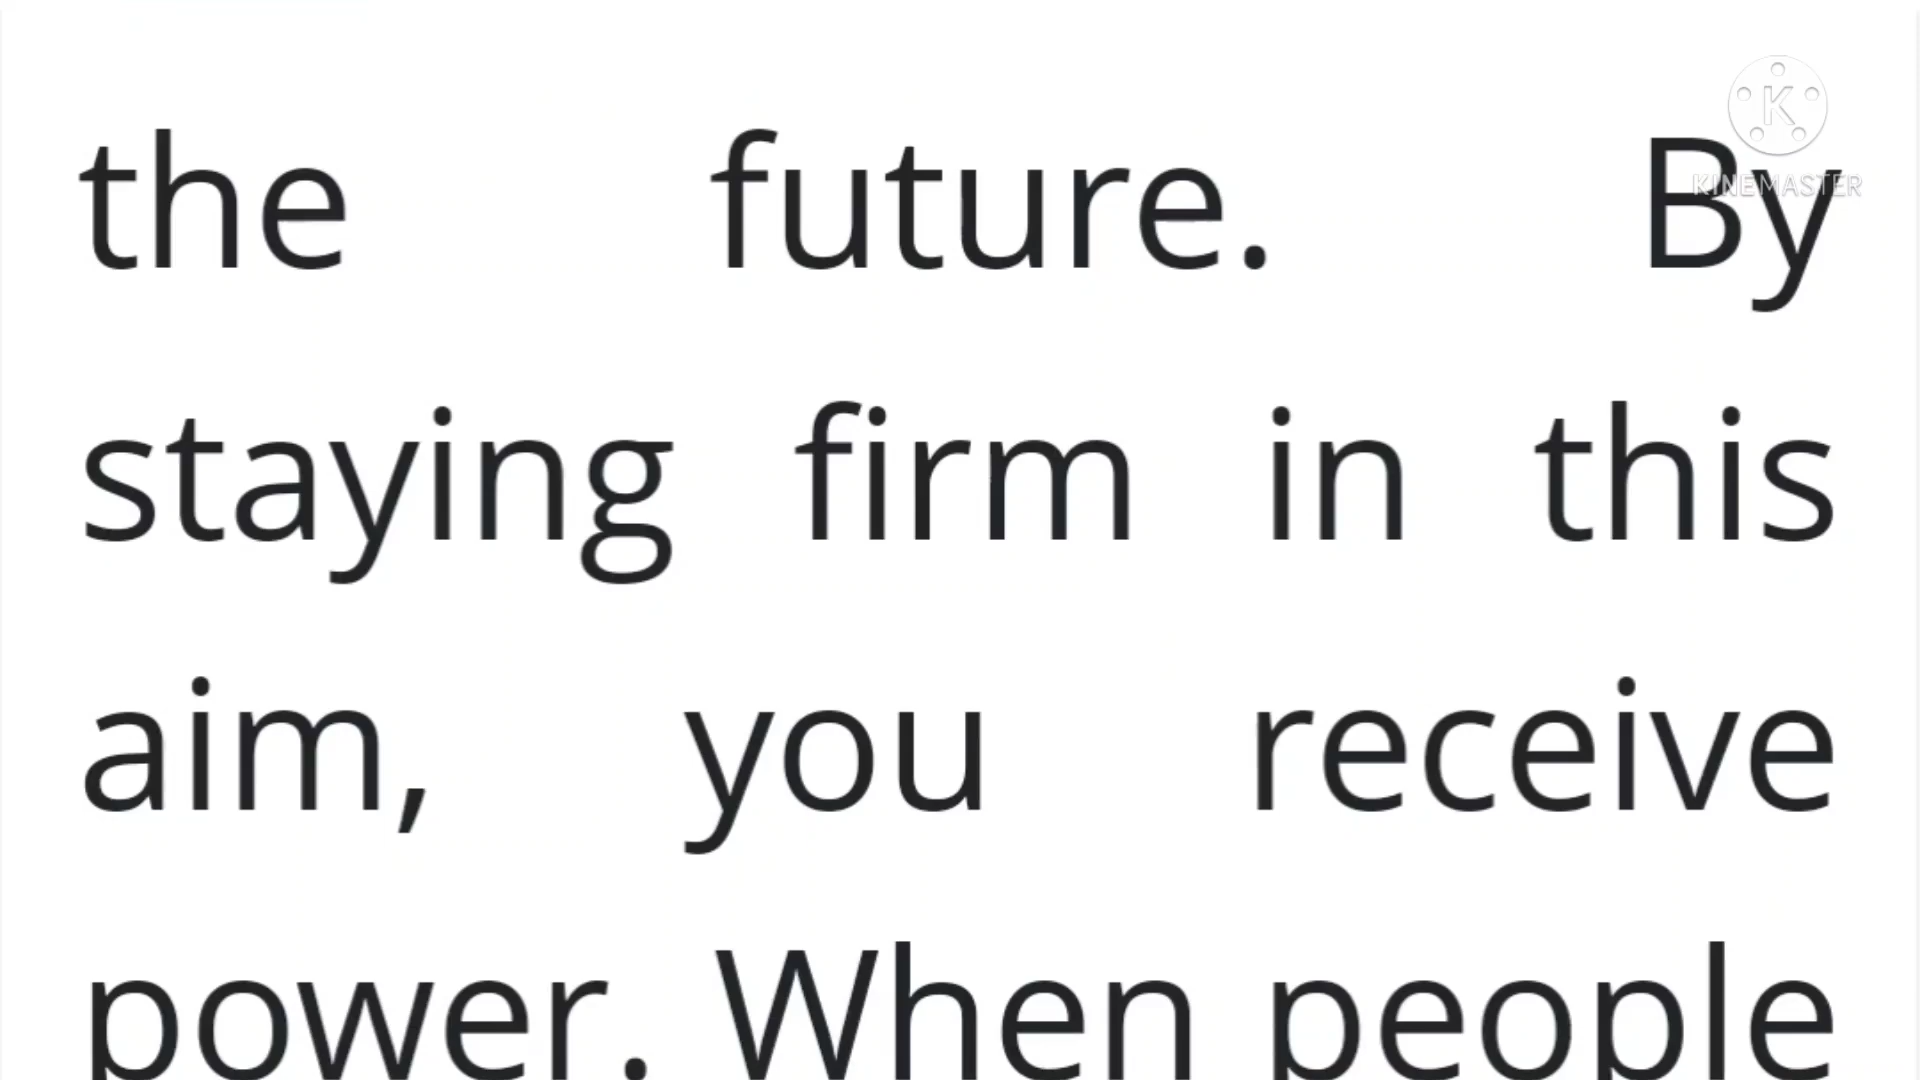 the future. By
KINEMASTER
staying firm in this
aim, you receive
power. When people